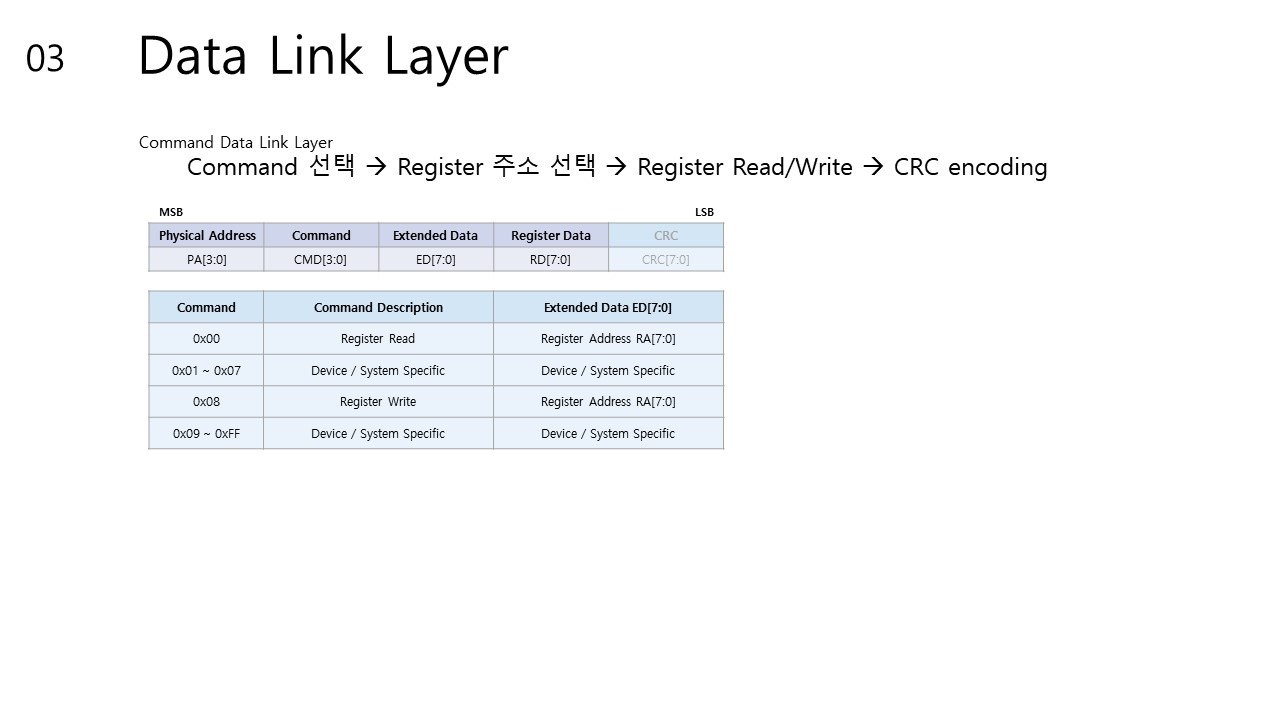 03 Data Link Layer
Command Data Link Layer
Command 선택 → Register 주소 선택 → Register Read/Write → CRC encoding
MSB LSB
Physical Address Command Extended Data Register Data CRC
PA[3:0] CMD[3:0] ED[7:0] RD[7:0] CRC[7:0]
Command Command Description Extended Data ED[7:0]
0x00 Register Read Register Address RA[7:0]
0x01 ~ 0x07 Device / System Specific Device / System Specific
0x08 Register Write Register Address RA[7:0]
0x09 ~ 0xFF Device / System Specific Device / System Specific